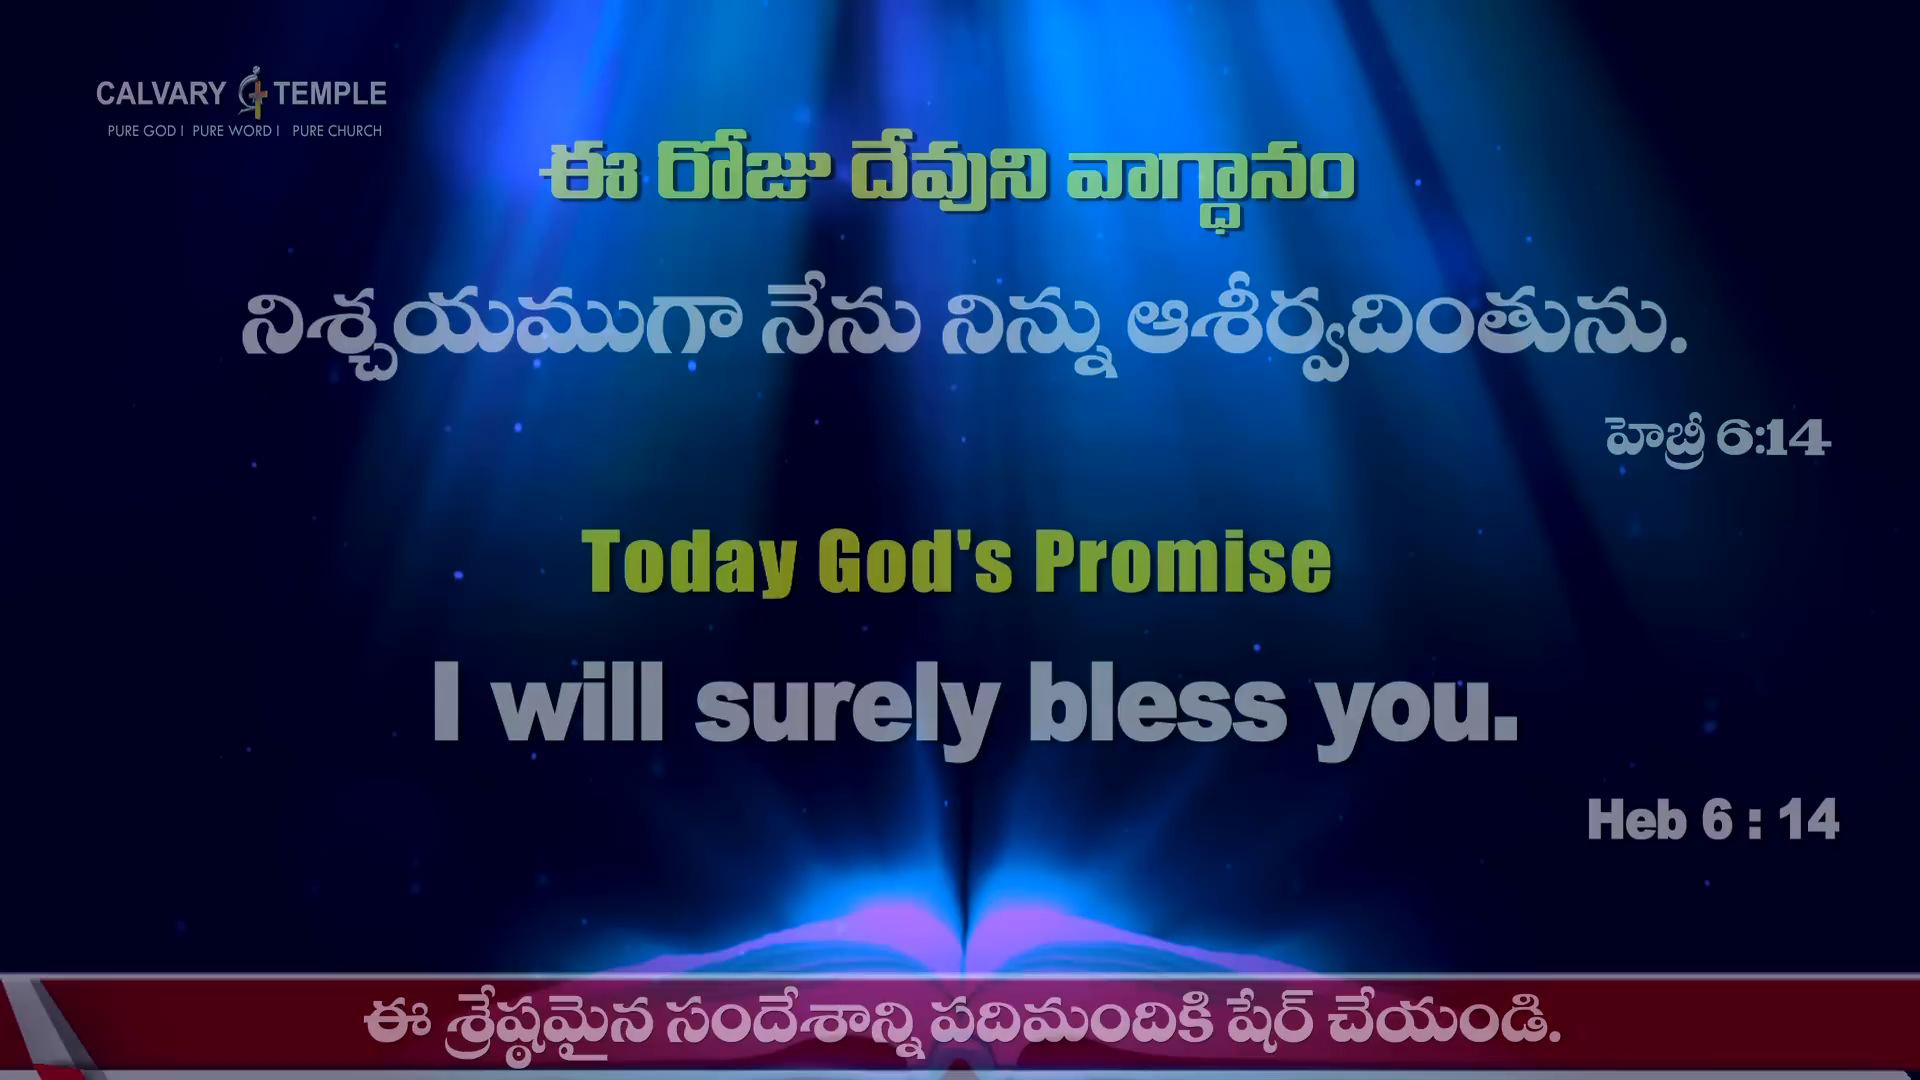 CALVARY TEMPLE
PURE GOD I PURE WORD I PURE CHURCH
ఈ రోజు దేవుని వాగ్ధానం
నిశ్చయముగా నేను నిన్ను ఆశీర్వదింతును.
హెబ్రీ 6:14
Today God's Promise
I will surely bless you.
Heb 6 : 14
ఈ శ్రేష్ఠమైన సందేశాన్ని పదిమందికి షేర్ చేయండి.